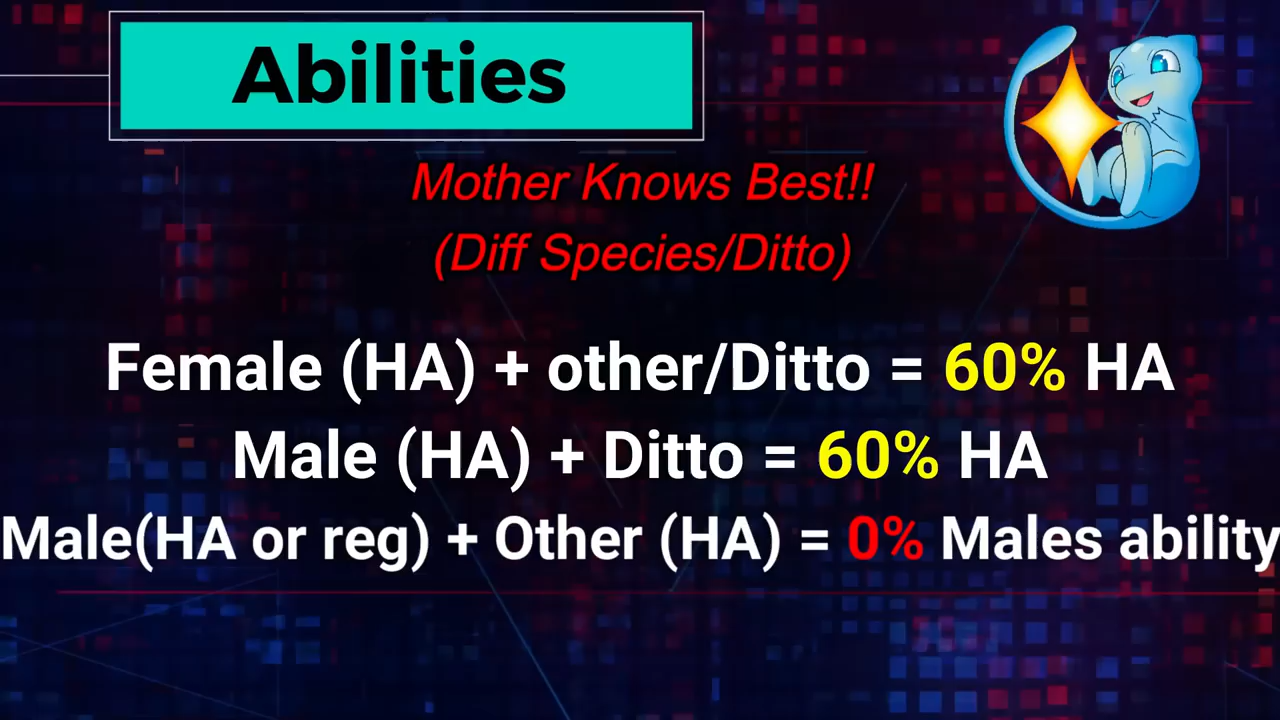 Abilities
Mother Knows Best!!
(Diff Species/Ditto)
Female (HA) + other/Ditto = 60% HA
Male (HA) + Ditto = 60% HA
Male(HA or reg) + Other (HA) = 0% Males ability